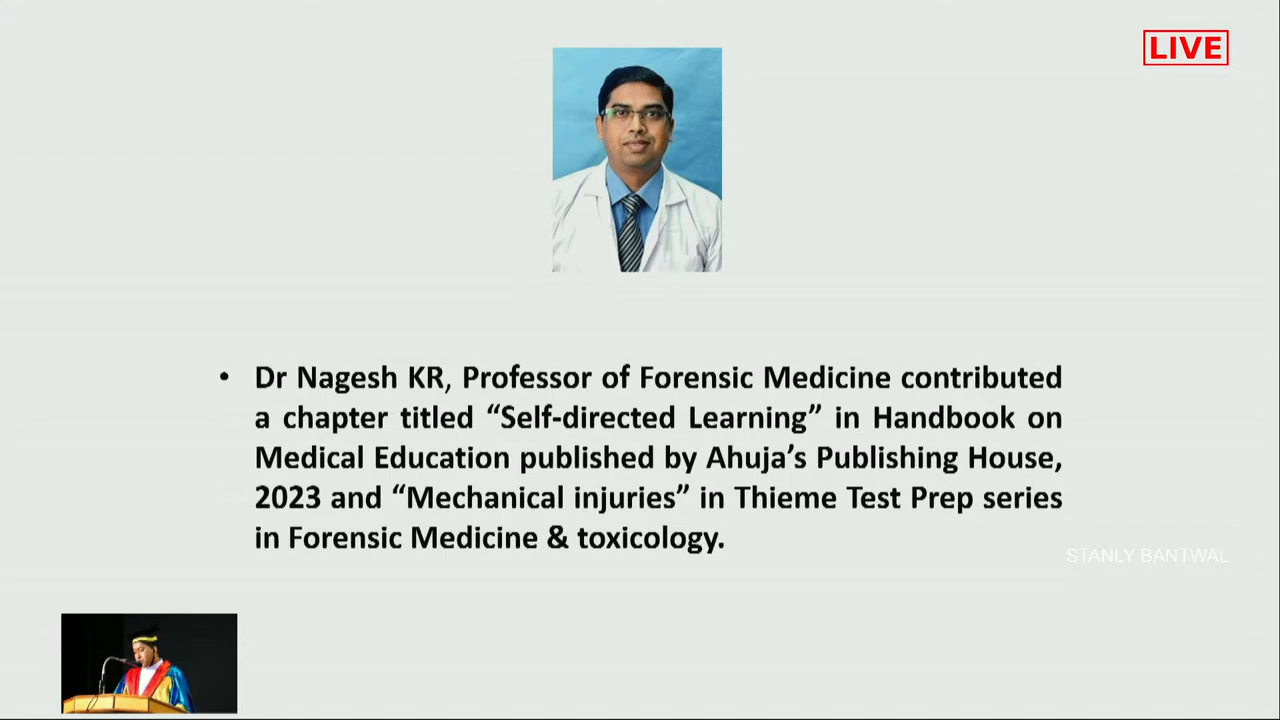 LIVE
• Dr Nagesh KR, Professor of Forensic Medicine contributed
a chapter titled “Self-directed Learning” in Handbook on
Medical Education published by Ahuja’s Publishing House,
2023 and “Mechanical injuries” in Thieme Test Prep series
in Forensic Medicine & toxicology.
STANLY BANTWAL